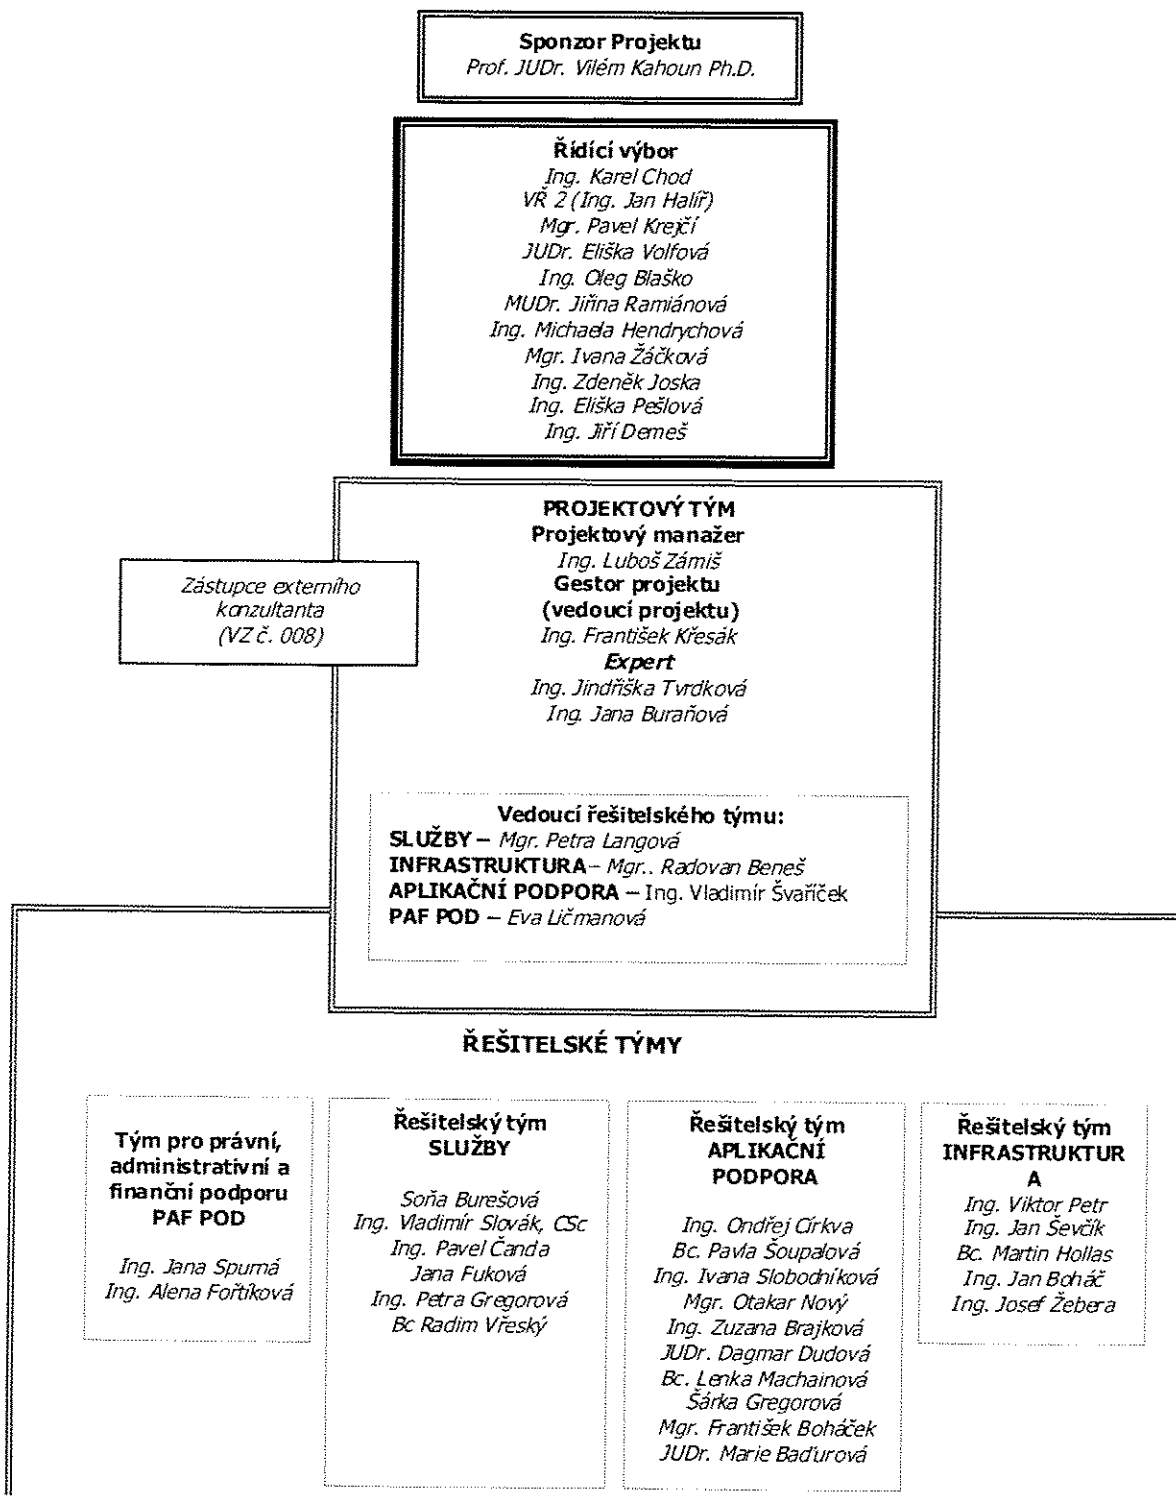 Sponzor Projektu
Prof. JUDr. Vilém Kahoun Ph.D.
Řídící výbor
Ing. Karel Chod
VŘ 2 (Ing. Jan Halíř)
Mgr. Pavel Krejčí
JUDr. Eliška Volfová
Ing. Oleg Blaško
MUDr. Jiřina Ramiánová
Ing. Michaela Hendrychová
Mgr. Ivana Žáčková
Ing. Zdeněk Joska
Ing. Eliška Pešlová
Ing. Jiří Demeš
PROJEKTOVÝ TÝM
Projektový manažer
Ing. Luboš Zámiš
Gestor projektu
(vedoucí projektu)
Ing. František Křesák
Expert
Ing. Jindřiška Tvrdková
Ing. Jana Buraňová
Zástupce externího
konzultanta
(VZ č. 008)
Vedoucí řešitelského týmu:
SLUŽBY – Mgr. Petra Langová
INFRASTRUKTURA– Mgr.. Radovan Beneš
APLIKAČNÍ PODPORA – Ing. Vladimír Švaříček
PAF POD – Eva Ličmanová
ŘEŠITELSKÉ TÝMY
Tým pro právní,
administrativní a
finanční podporu
PAF POD
Ing. Jana Spurná
Ing. Alena Fořtíková
Řešitelský tým
SLUŽBY
Soňa Burešová
Ing. Vladimír Slovák, CSc
Ing. Pavel Čanda
Jana Fuková
Ing. Petra Gregorová
Bc Radim Vřeský
Řešitelský tým
APLIKAČNÍ
PODPORA
Ing. Ondřej Církva
Bc. Pavla Šoupalová
Ing. Ivana Slobodníková
Mgr. Otakar Nový
Ing. Zuzana Brajková
JUDr. Dagmar Dudová
Bc. Lenka Machainová
Šárka Gregorová
Mgr. František Boháček
JUDr. Marie Baďurová
Řešitelský tým
INFRASTRUKTUR
A
Ing. Viktor Petr
Ing. Jan Ševčík
Bc. Martin Hollas
Ing. Jan Boháč
Ing. Josef Žebera